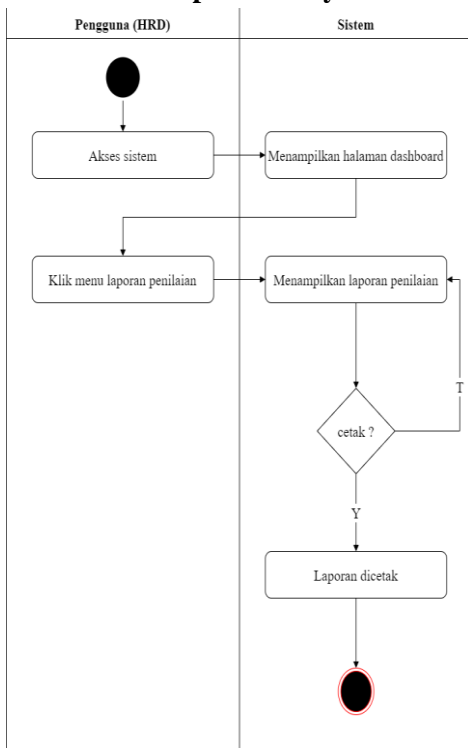 Pengguna (HRD)
Sistem
Akses sistem
Menampilkan halaman dashboard
Klik menu laporan penilaian
Menampilkan laporan penilaian
T
cetak ?
Y
Laporan dicetak